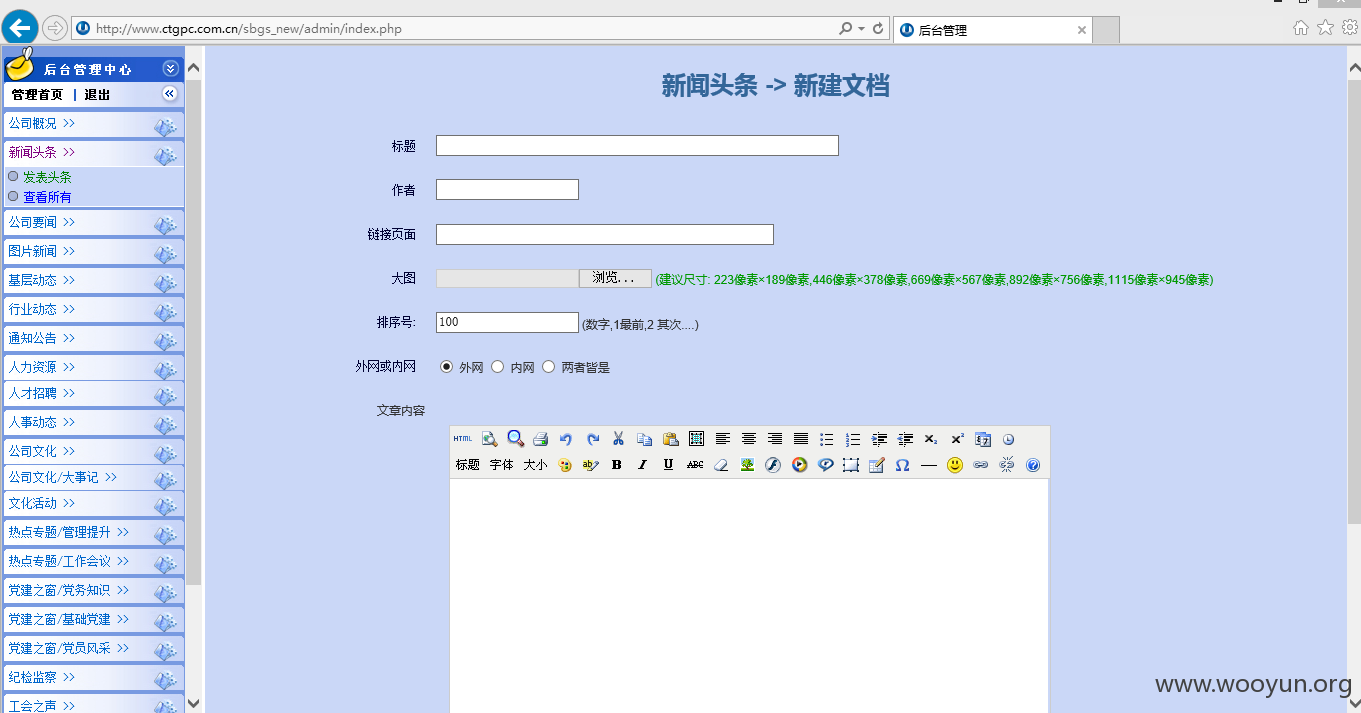 http://www.ctgpc.com.cn/sbgs_new/admin/index.php
后台管理
后台管理中心
管理首页 | 退出
公司概况 >>
新闻头条 >>
发表头条
查看所有
公司要闻 >>
图片新闻 >>
基层动态 >>
行业动态 >>
通知公告 >>
人力资源 >>
人才招聘 >>
人事动态 >>
公司文化 >>
公司文化/大事记 >>
文化活动 >>
热点专题/管理提升 >>
热点专题/工作会议 >>
党建之窗/党务知识 >>
党建之窗/基础党建 >>
党建之窗/党员风采 >>
纪检监察 >>
工会之声 >>
新闻头条 -> 新建文档
标题
作者
链接页面
大图 浏览... (建议尺寸: 223像素×189像素,446像素×378像素,669像素×567像素,892像素×756像素,1115像素×945像素)
排序号: 100 (数字,1最前,2 其次....)
外网或内网 外网 内网 两者皆是
文章内容
HTML
标题 字体 大小 B I U ABC
www.wooyun.org